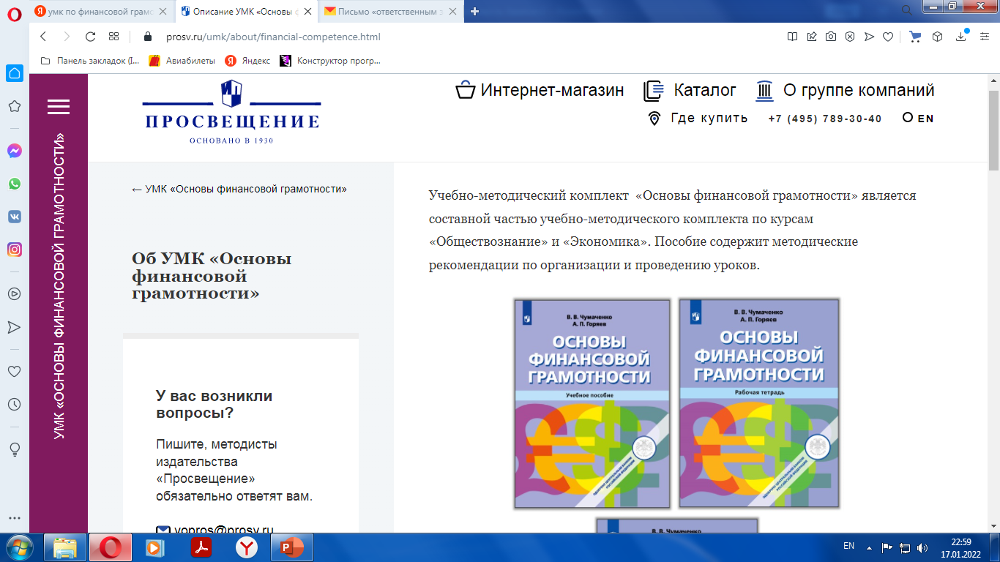 умк по финансовой грамо
Описание УМК «Основы ф
Письмо «ответственным з
prosv.ru/umk/about/financial-competence.html
Панель закладок (I...
Авиабилеты
Яндекс
Конструктор прогр...
УМК «ОСНОВЫ ФИНАНСОВОЙ ГРАМОТНОСТИ»
ПРОСВЕЩЕНИЕ
ОСНОВАНО В 1930
Интернет-магазин
Каталог
О группе компаний
Где купить
+7 (495) 789-30-40
EN
← УМК «Основы финансовой грамотности»
Об УМК «Основы
финансовой
грамотности»
У вас возникли
вопросы?
Пишите, методисты
издательства
«Просвещение»
обязательно ответят вам.
vopros@prosv.ru
Учебно-методический комплект «Основы финансовой грамотности» является
составной частью учебно-методического комплекта по курсам
«Обществознание» и «Экономика». Пособие содержит методические
рекомендации по организации и проведению уроков.
В. В. Чумаченко
А. П. Горяев
ОСНОВЫ
ФИНАНСОВОЙ
ГРАМОТНОСТИ
Учебное пособие
В. В. Чумаченко
А. П. Горяев
ОСНОВЫ
ФИНАНСОВОЙ
ГРАМОТНОСТИ
Рабочая тетрадь
В. В. Чумаченко
EN
22:59
17.01.2022